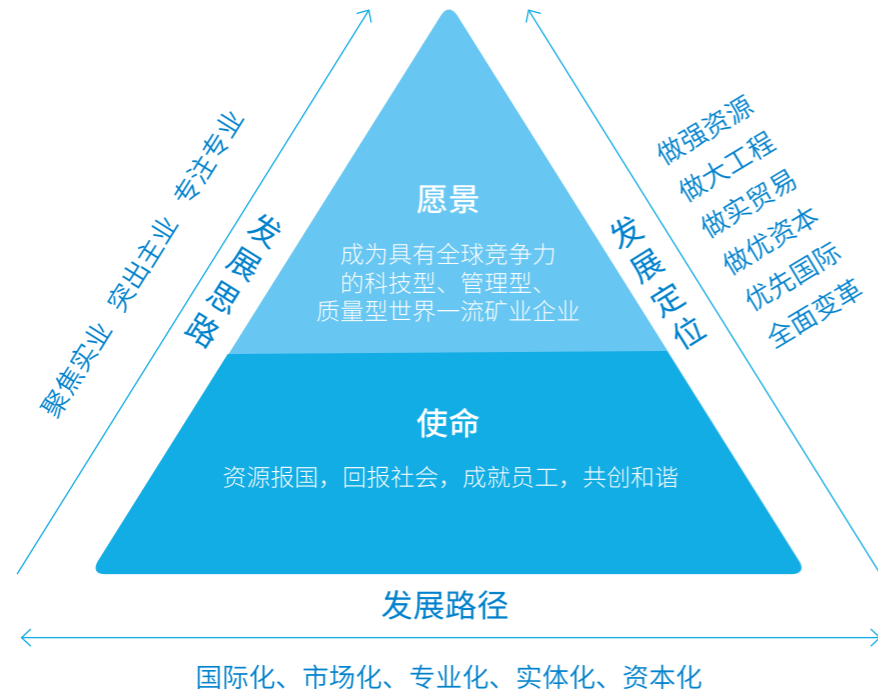 愿景
成为具有全球竞争力
的科技型、管理型、
质量型世界一流矿业企业
使命
资源报国，回报社会，成就员工，共创和谐
发展思路
聚焦实业 突出主业 专注专业
发展定位
做强资源
做大工程
做实贸易
做优资本
优先国际
全面变革
发展路径
国际化、市场化、专业化、实体化、资本化